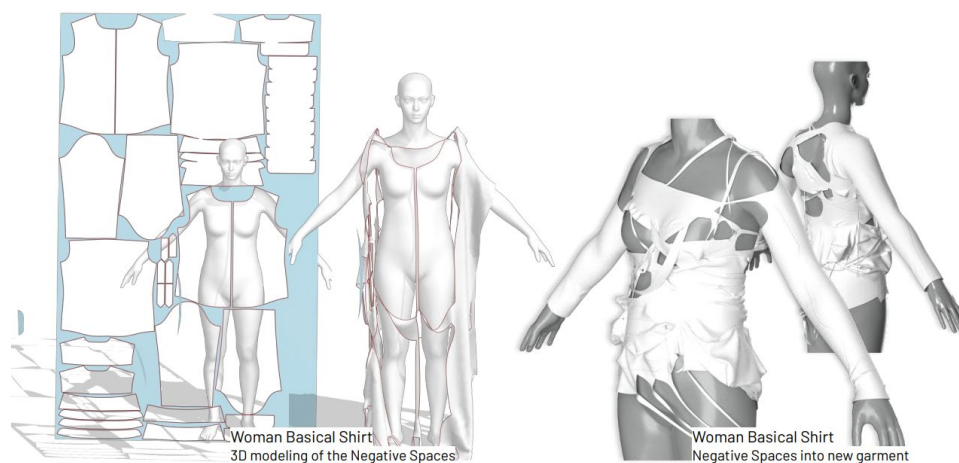 Woman Basical Shirt
3D modeling of the Negative Spaces
Woman Basical Shirt
Negative Spaces into new garment